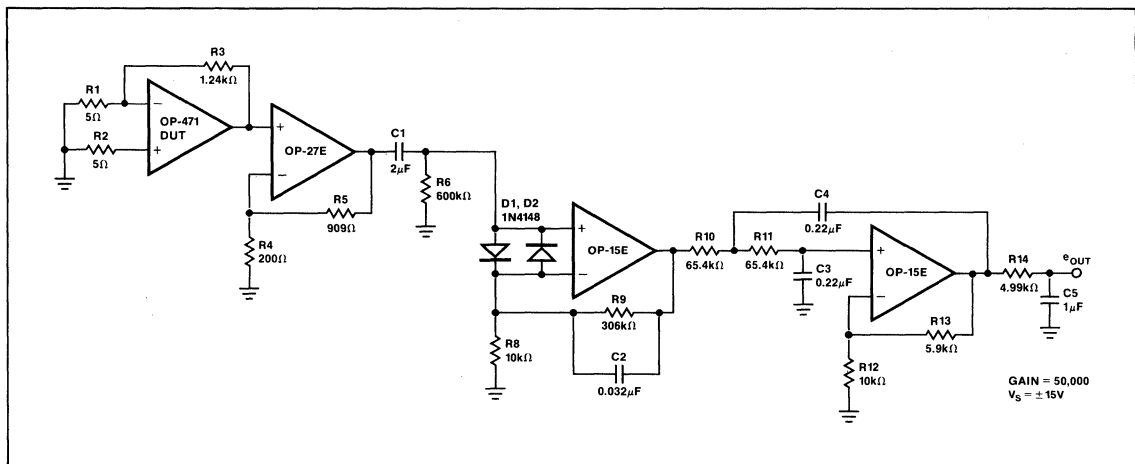 R3
1.24kΩ
R1
5Ω
−
OP-471
DUT
+
R2
5Ω
+
OP-27E
−
C1
2μF
R6
600kΩ
R5
909Ω
R4
200Ω
D1, D2
1N4148
+
OP-15E
−
R9
306kΩ
R8
10kΩ
C2
0.032μF
R10
65.4kΩ
R11
65.4kΩ
C4
0.22μF
C3
0.22μF
+
OP-15E
−
R14
4.99kΩ
eOUT
C5
1μF
R13
5.9kΩ
R12
10kΩ
GAIN = 50,000
VS = ±15V